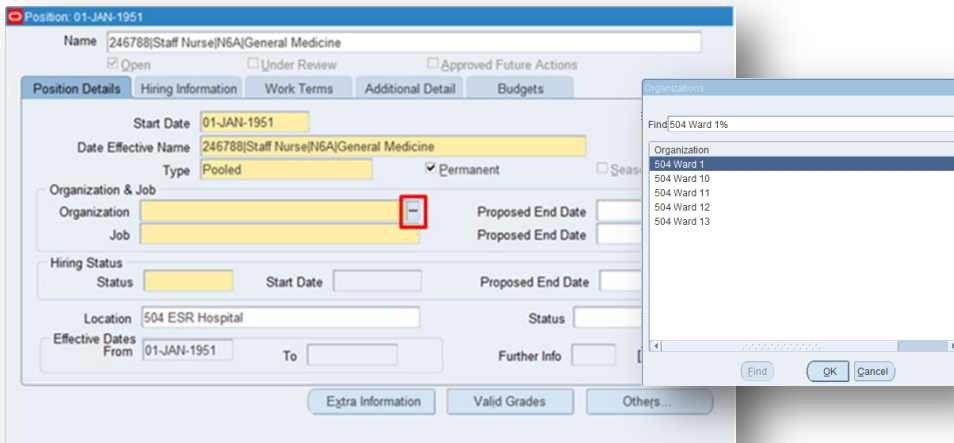 Position: 01-JAN-1951
Name 246788|Staff Nurse|N6A|General Medicine
Open Under Review Approved Future Actions
Position Details Hiring Information Work Terms Additional Detail Budgets
Start Date 01-JAN-1951
Date Effective Name 246788|Staff Nurse|N6A|General Medicine
Type Pooled Permanent Seas
Organization & Job
Organization Proposed End Date
Job Proposed End Date
Hiring Status
Status Start Date Proposed End Date
Location 504 ESR Hospital Status
Effective Dates
From 01-JAN-1951 To Further Info [
Extra Information Valid Grades Others...
Organizations
Find 504 Ward 1%
Organization
504 Ward 1
504 Ward 10
504 Ward 11
504 Ward 12
504 Ward 13
Find OK Cancel